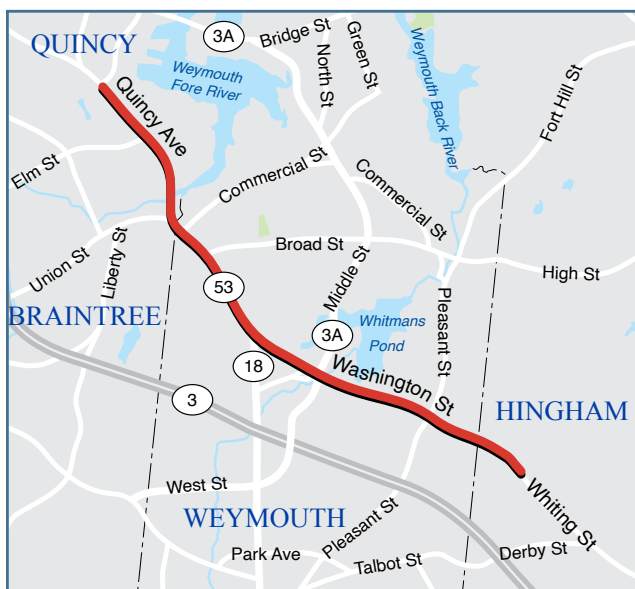 QUINCY
3A
Bridge St
North St
Green St
Weymouth
Fore River
Weymouth Back River
Fort Hill St
Quincy Ave
Elm St
Commercial St
Commercial St
Union St
Liberty St
Broad St
High St
53
Middle St
BRAINTREE
Whitmans
Pond
3A
Pleasant St
18
Washington St
3
HINGHAM
West St
WEYMOUTH
Whiting St
Park Ave
Pleasant St
Talbot St
Derby St